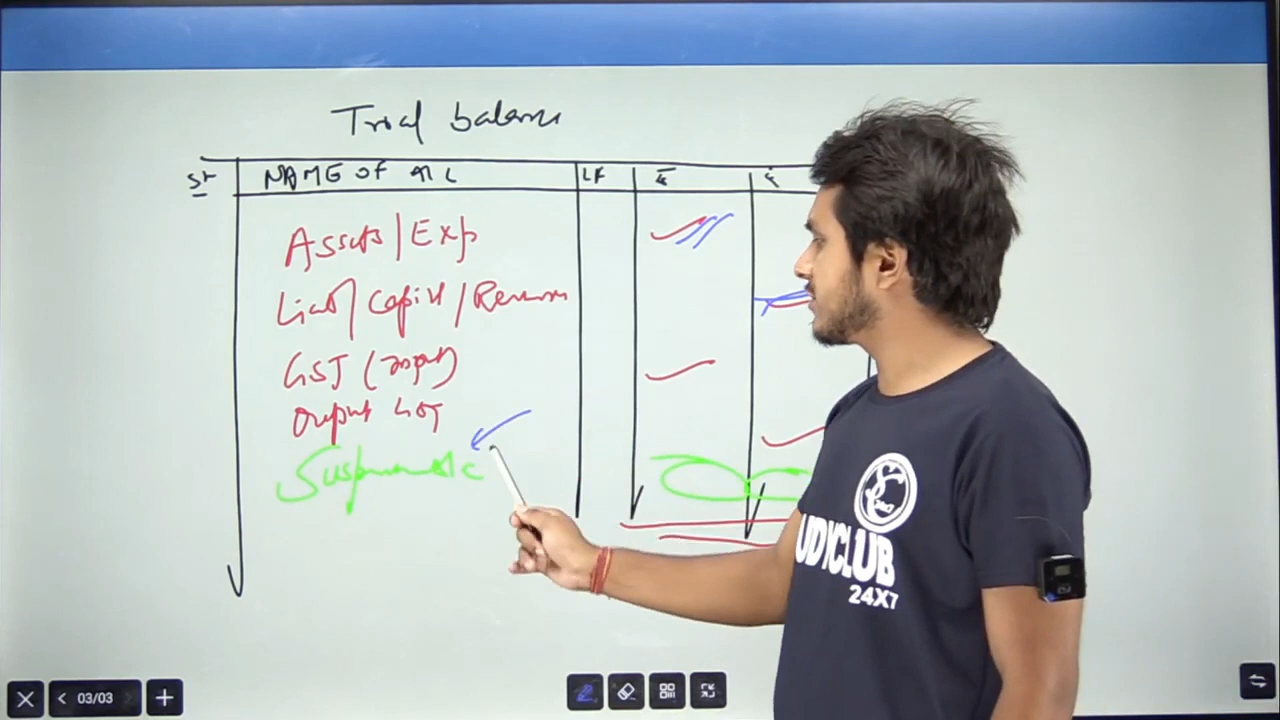 Trial balance
Sr NAME OF A/C LF ₹ ₹
Assets/Exp
Liab/Capital/Revenue
GST (Input)
Output GST
Suspense A/c
UDYCLUB
24X7
03/03